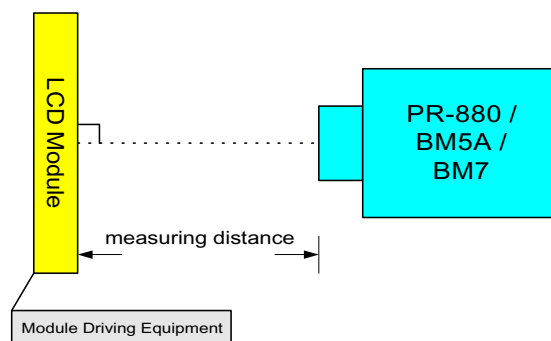 LCD Module
PR-880 /
BM5A /
BM7
measuring distance
Module Driving Equipment